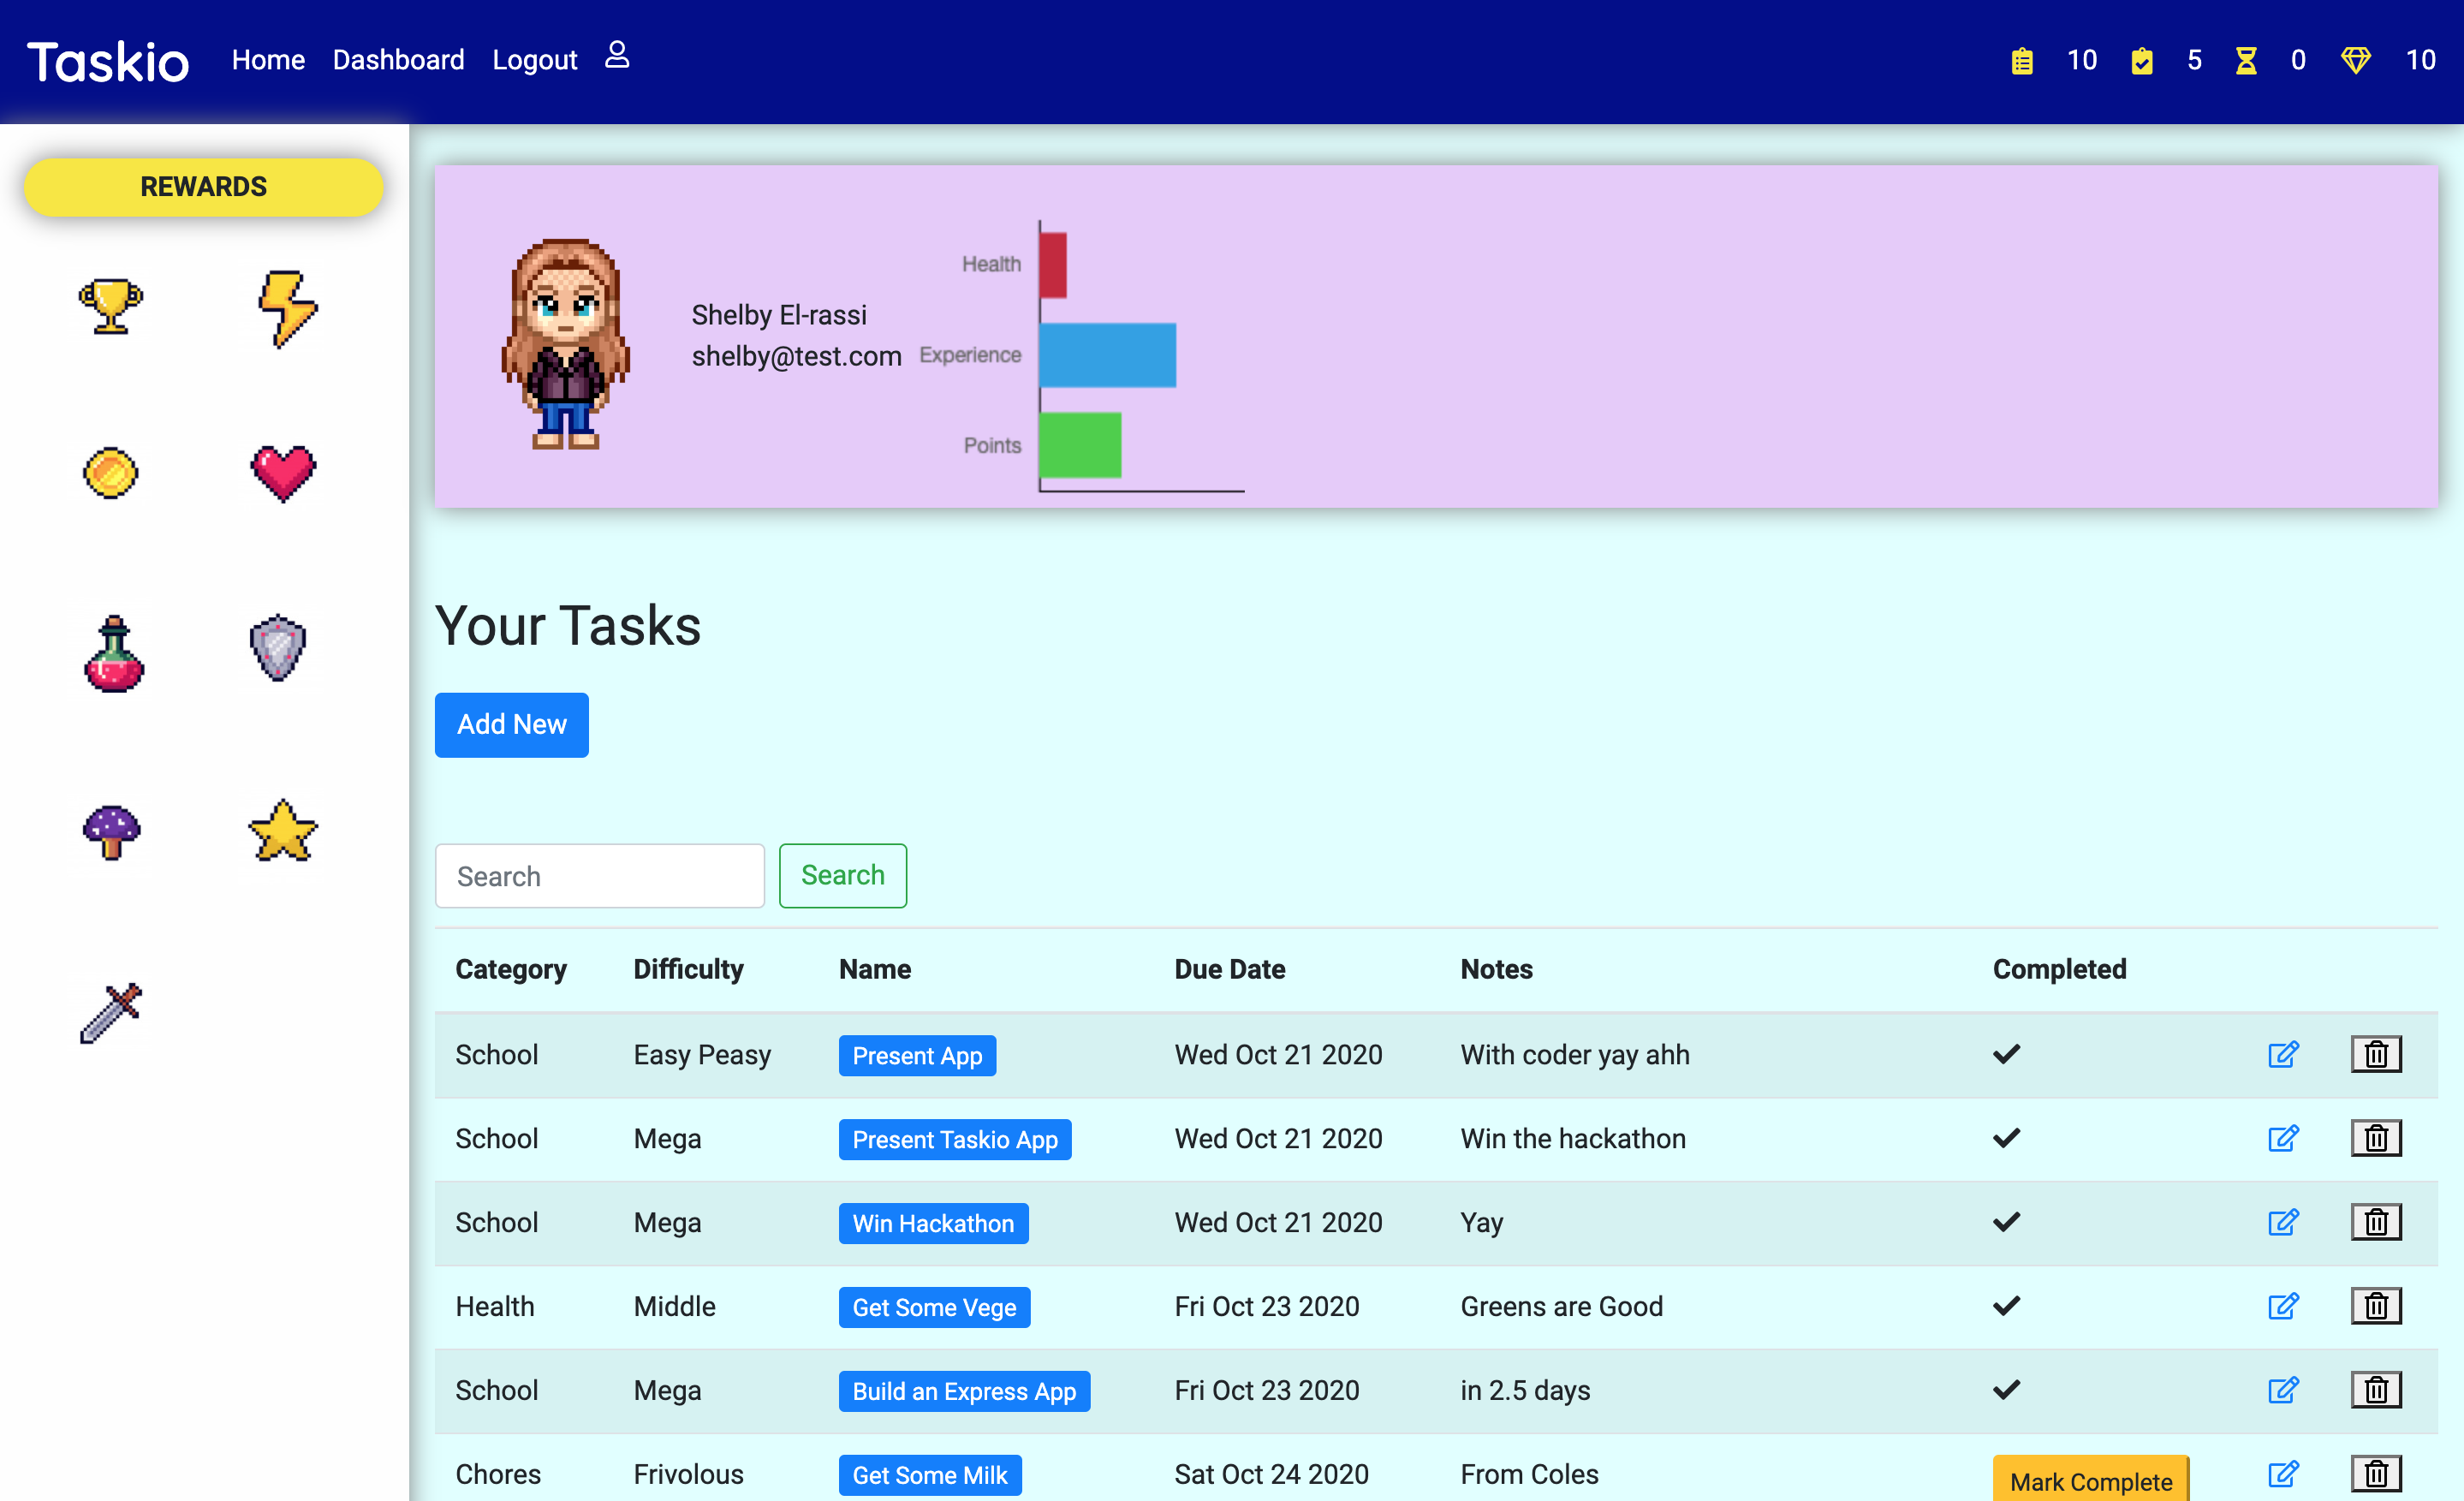 Taskio Home Dashboard Logout 10 5 0 10
REWARDS
Health
Shelby El-rassi
shelby@test.com
Experience
Points
Your Tasks
Add New
Search Search
Category Difficulty Name Due Date Notes Completed
School Easy Peasy Present App Wed Oct 21 2020 With coder yay ahh
School Mega Present Taskio App Wed Oct 21 2020 Win the hackathon
School Mega Win Hackathon Wed Oct 21 2020 Yay
Health Middle Get Some Vege Fri Oct 23 2020 Greens are Good
School Mega Build an Express App Fri Oct 23 2020 in 2.5 days
Chores Frivolous Get Some Milk Sat Oct 24 2020 From Coles Mark Complete